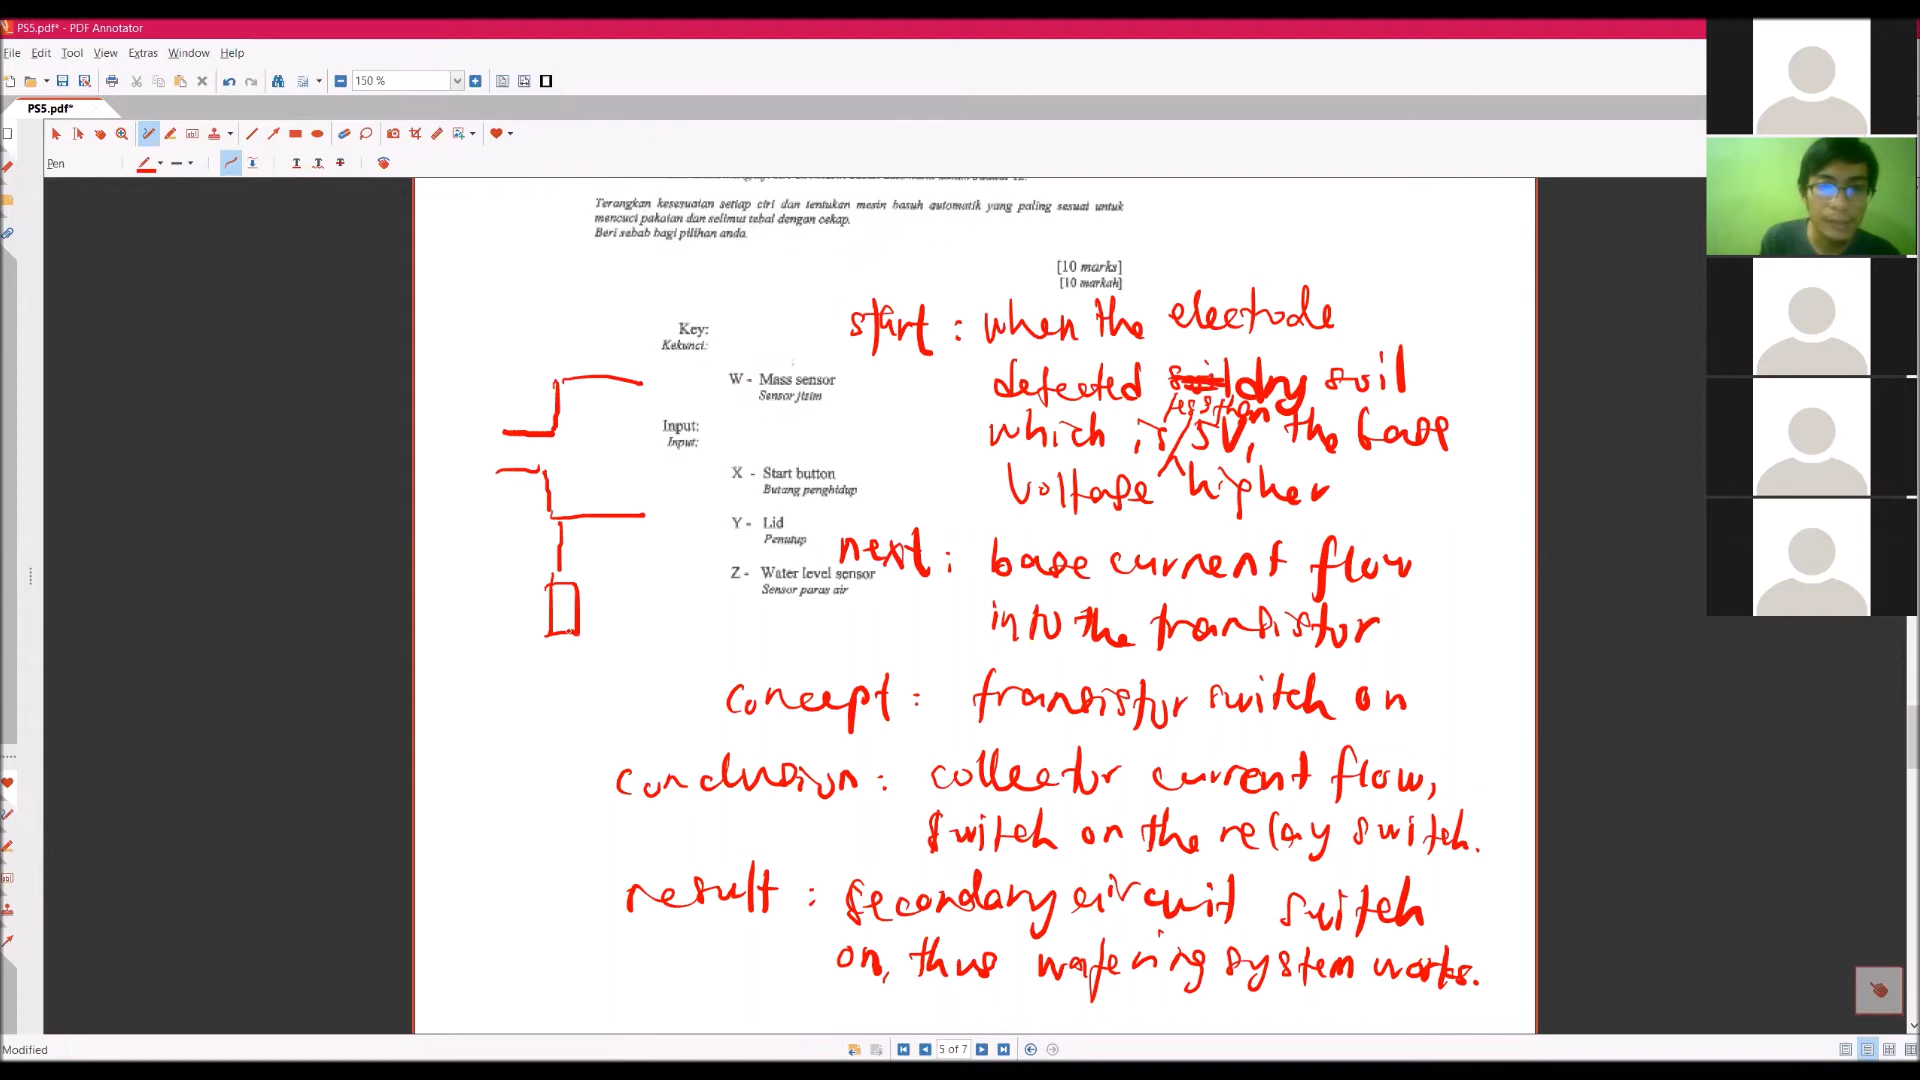 PS5.pdf* - PDF Annotator
File Edit Tool View Extras Window Help
150 %
PS5.pdf*
Pen
Terangkan kesesuaian setiap ciri dan tentukan mesin basuh automatik yang paling sesuai untuk
mencuci pakaian dan selimut tebal dengan cekap.
Beri sebab bagi pilihan anda.
[10 marks]
[10 markah]
Key:
Kekunci:
W - Mass sensor
Sensor jisim
Input:
Input:
X - Start button
Butang penghidup
Y - Lid
Penutup
Z - Water level sensor
Sensor paras air
start : when the electrode
detected dry soil
less than
which is 5V, the base
voltage higher
next : base current flow
into the transistor
concept : transistor switch on
conclusion : collector current flow,
switch on the relay switch.
result : secondary circuit switch
on, thus watering system works.
Modified
5 of 7